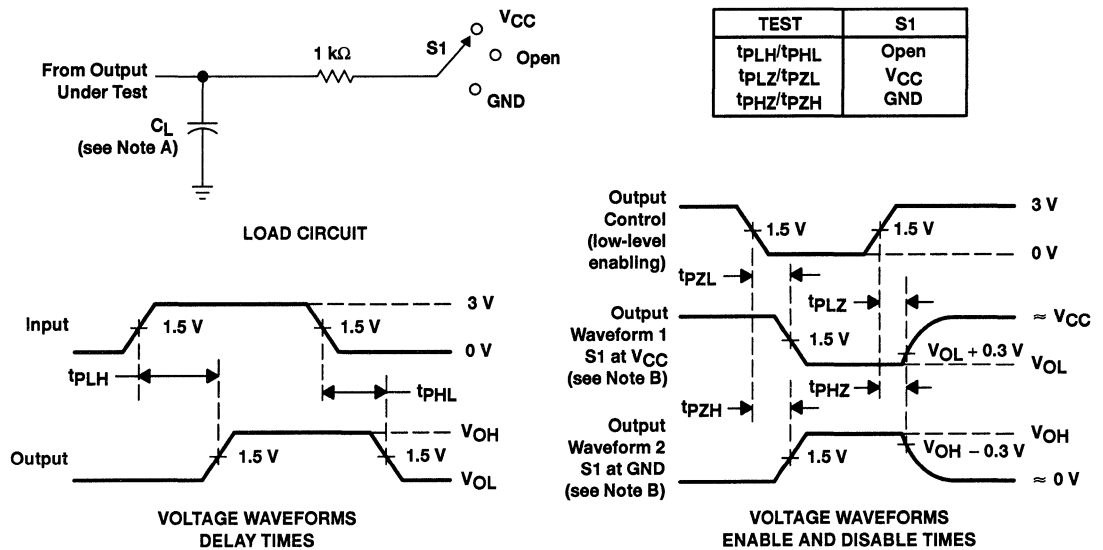 VCC
S1
Open
GND
1 kΩ
From Output
Under Test
CL
(see Note A)
LOAD CIRCUIT
TEST S1
tPLH/tPHL Open
tPLZ/tPZL VCC
tPHZ/tPZH GND
Input
1.5 V
1.5 V
3 V
0 V
tPLH
tPHL
Output
1.5 V
1.5 V
VOH
VOL
VOLTAGE WAVEFORMS
DELAY TIMES
Output
Control
(low-level
enabling)
1.5 V
1.5 V
3 V
0 V
tPZL
tPLZ
Output
Waveform 1
S1 at VCC
(see Note B)
1.5 V
≈ VCC
VOL + 0.3 V
VOL
tPZH
tPHZ
Output
Waveform 2
S1 at GND
(see Note B)
1.5 V
VOH
VOH – 0.3 V
≈ 0 V
VOLTAGE WAVEFORMS
ENABLE AND DISABLE TIMES